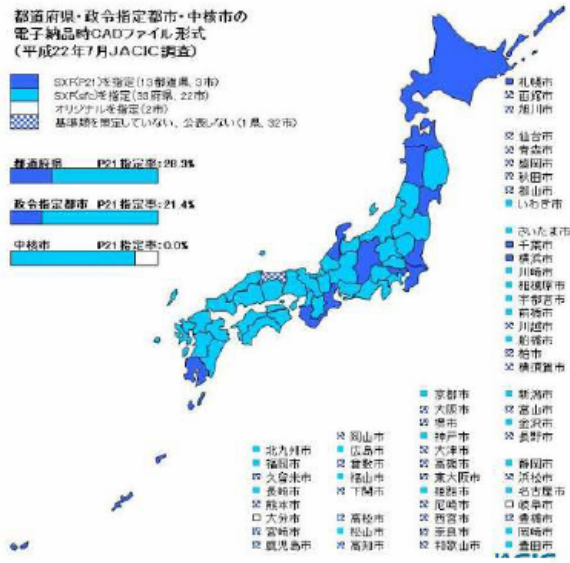 都道府県・政令指定都市・中核市の
電子納品時CADファイル形式
(平成22年7月JACIC調査)
SXF(P21)を指定(13都道県、3市)
SXF(sfc)を指定(33府県、22市)
オリジナルを指定(2市)
基準類を策定していない、公表しない(1県、32市)
都道府県 P21指定率:28.9%
政令指定都市 P21指定率:21.4%
中核市 P21指定率:0.0%
札幌市
函館市
旭川市
仙台市
青森市
盛岡市
秋田市
郡山市
いわき市
さいたま市
千葉市
横浜市
川崎市
相模原市
宇都宮市
前橋市
川越市
船橋市
柏市
横須賀市
京都市
大阪市
堺市
神戸市
大津市
高槻市
東大阪市
姫路市
尼崎市
西宮市
奈良市
和歌山市
新潟市
富山市
金沢市
長野市
静岡市
浜松市
名古屋市
岐阜市
豊橋市
岡崎市
豊田市
岡山市
広島市
倉敷市
福山市
下関市
高松市
松山市
高知市
北九州市
福岡市
久留米市
長崎市
熊本市
大分市
宮崎市
鹿児島市
JACIC